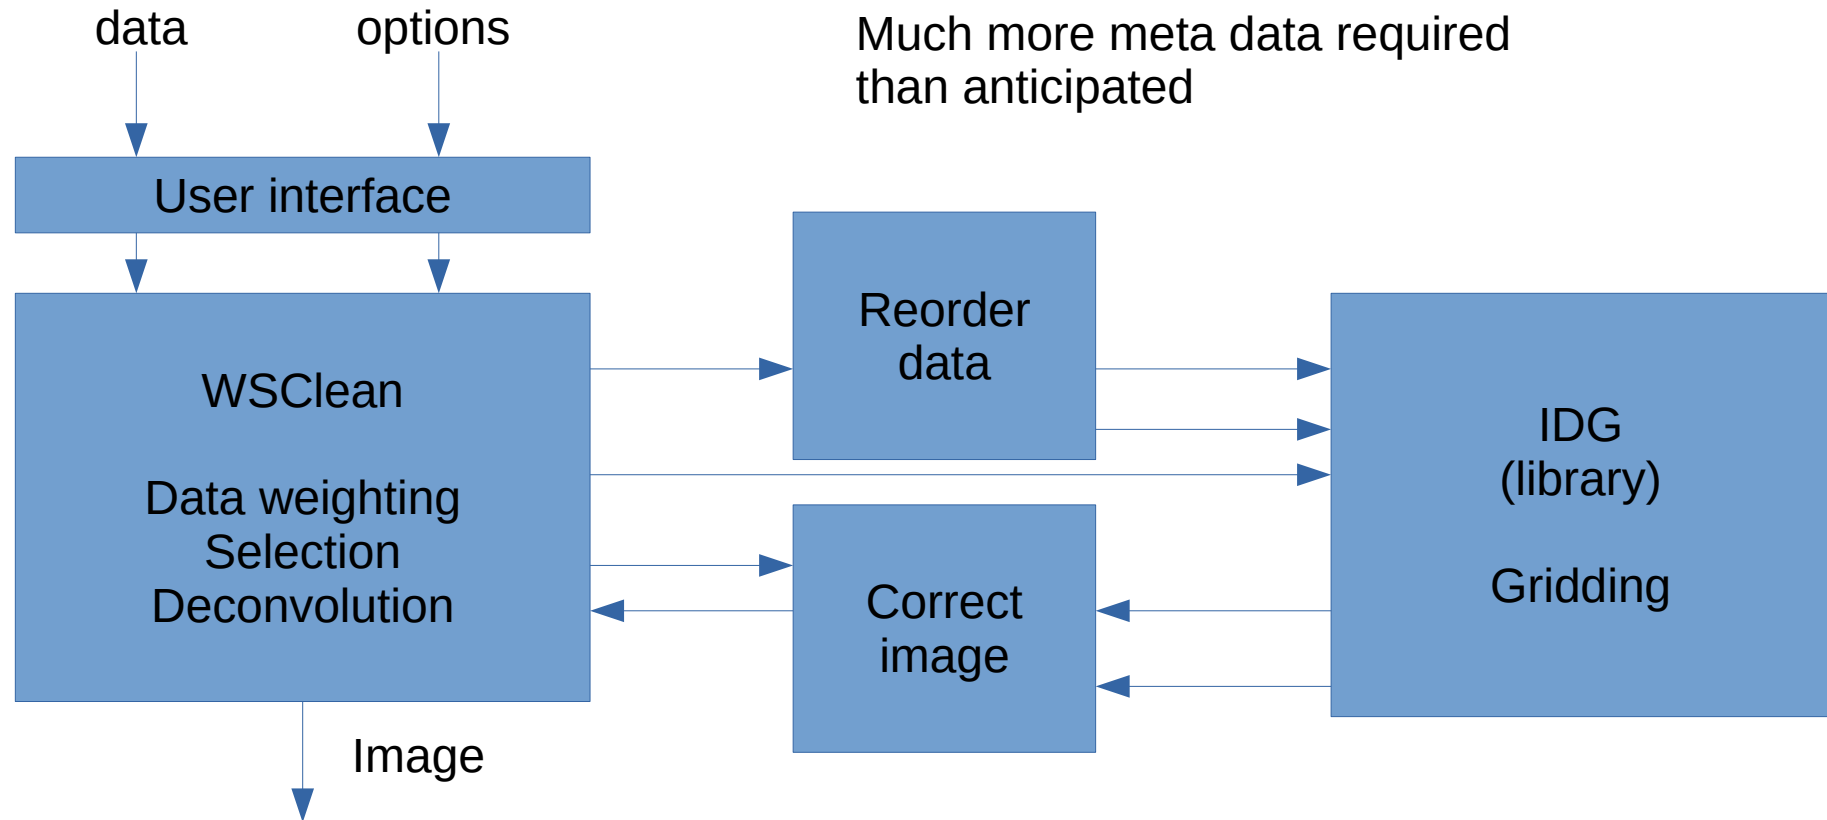 data
options
Much more meta data required
than anticipated
User interface
WSClean
Data weighting
Selection
Deconvolution
Reorder
data
Correct
image
IDG
(library)
Gridding
Image